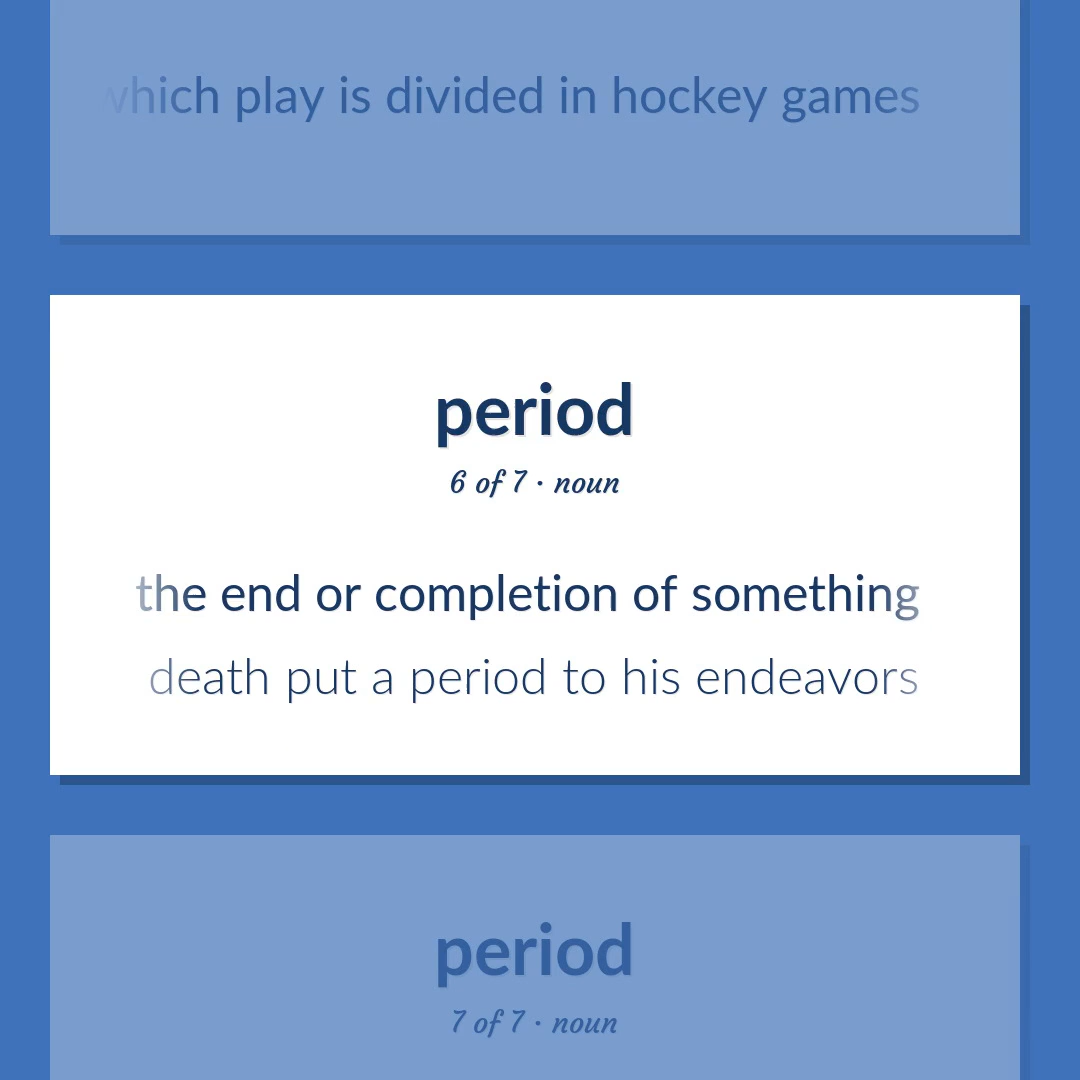 which play is divided in hockey games
period
6 of 7 · noun
the end or completion of something
death put a period to his endeavors
period
7 of 7 · noun